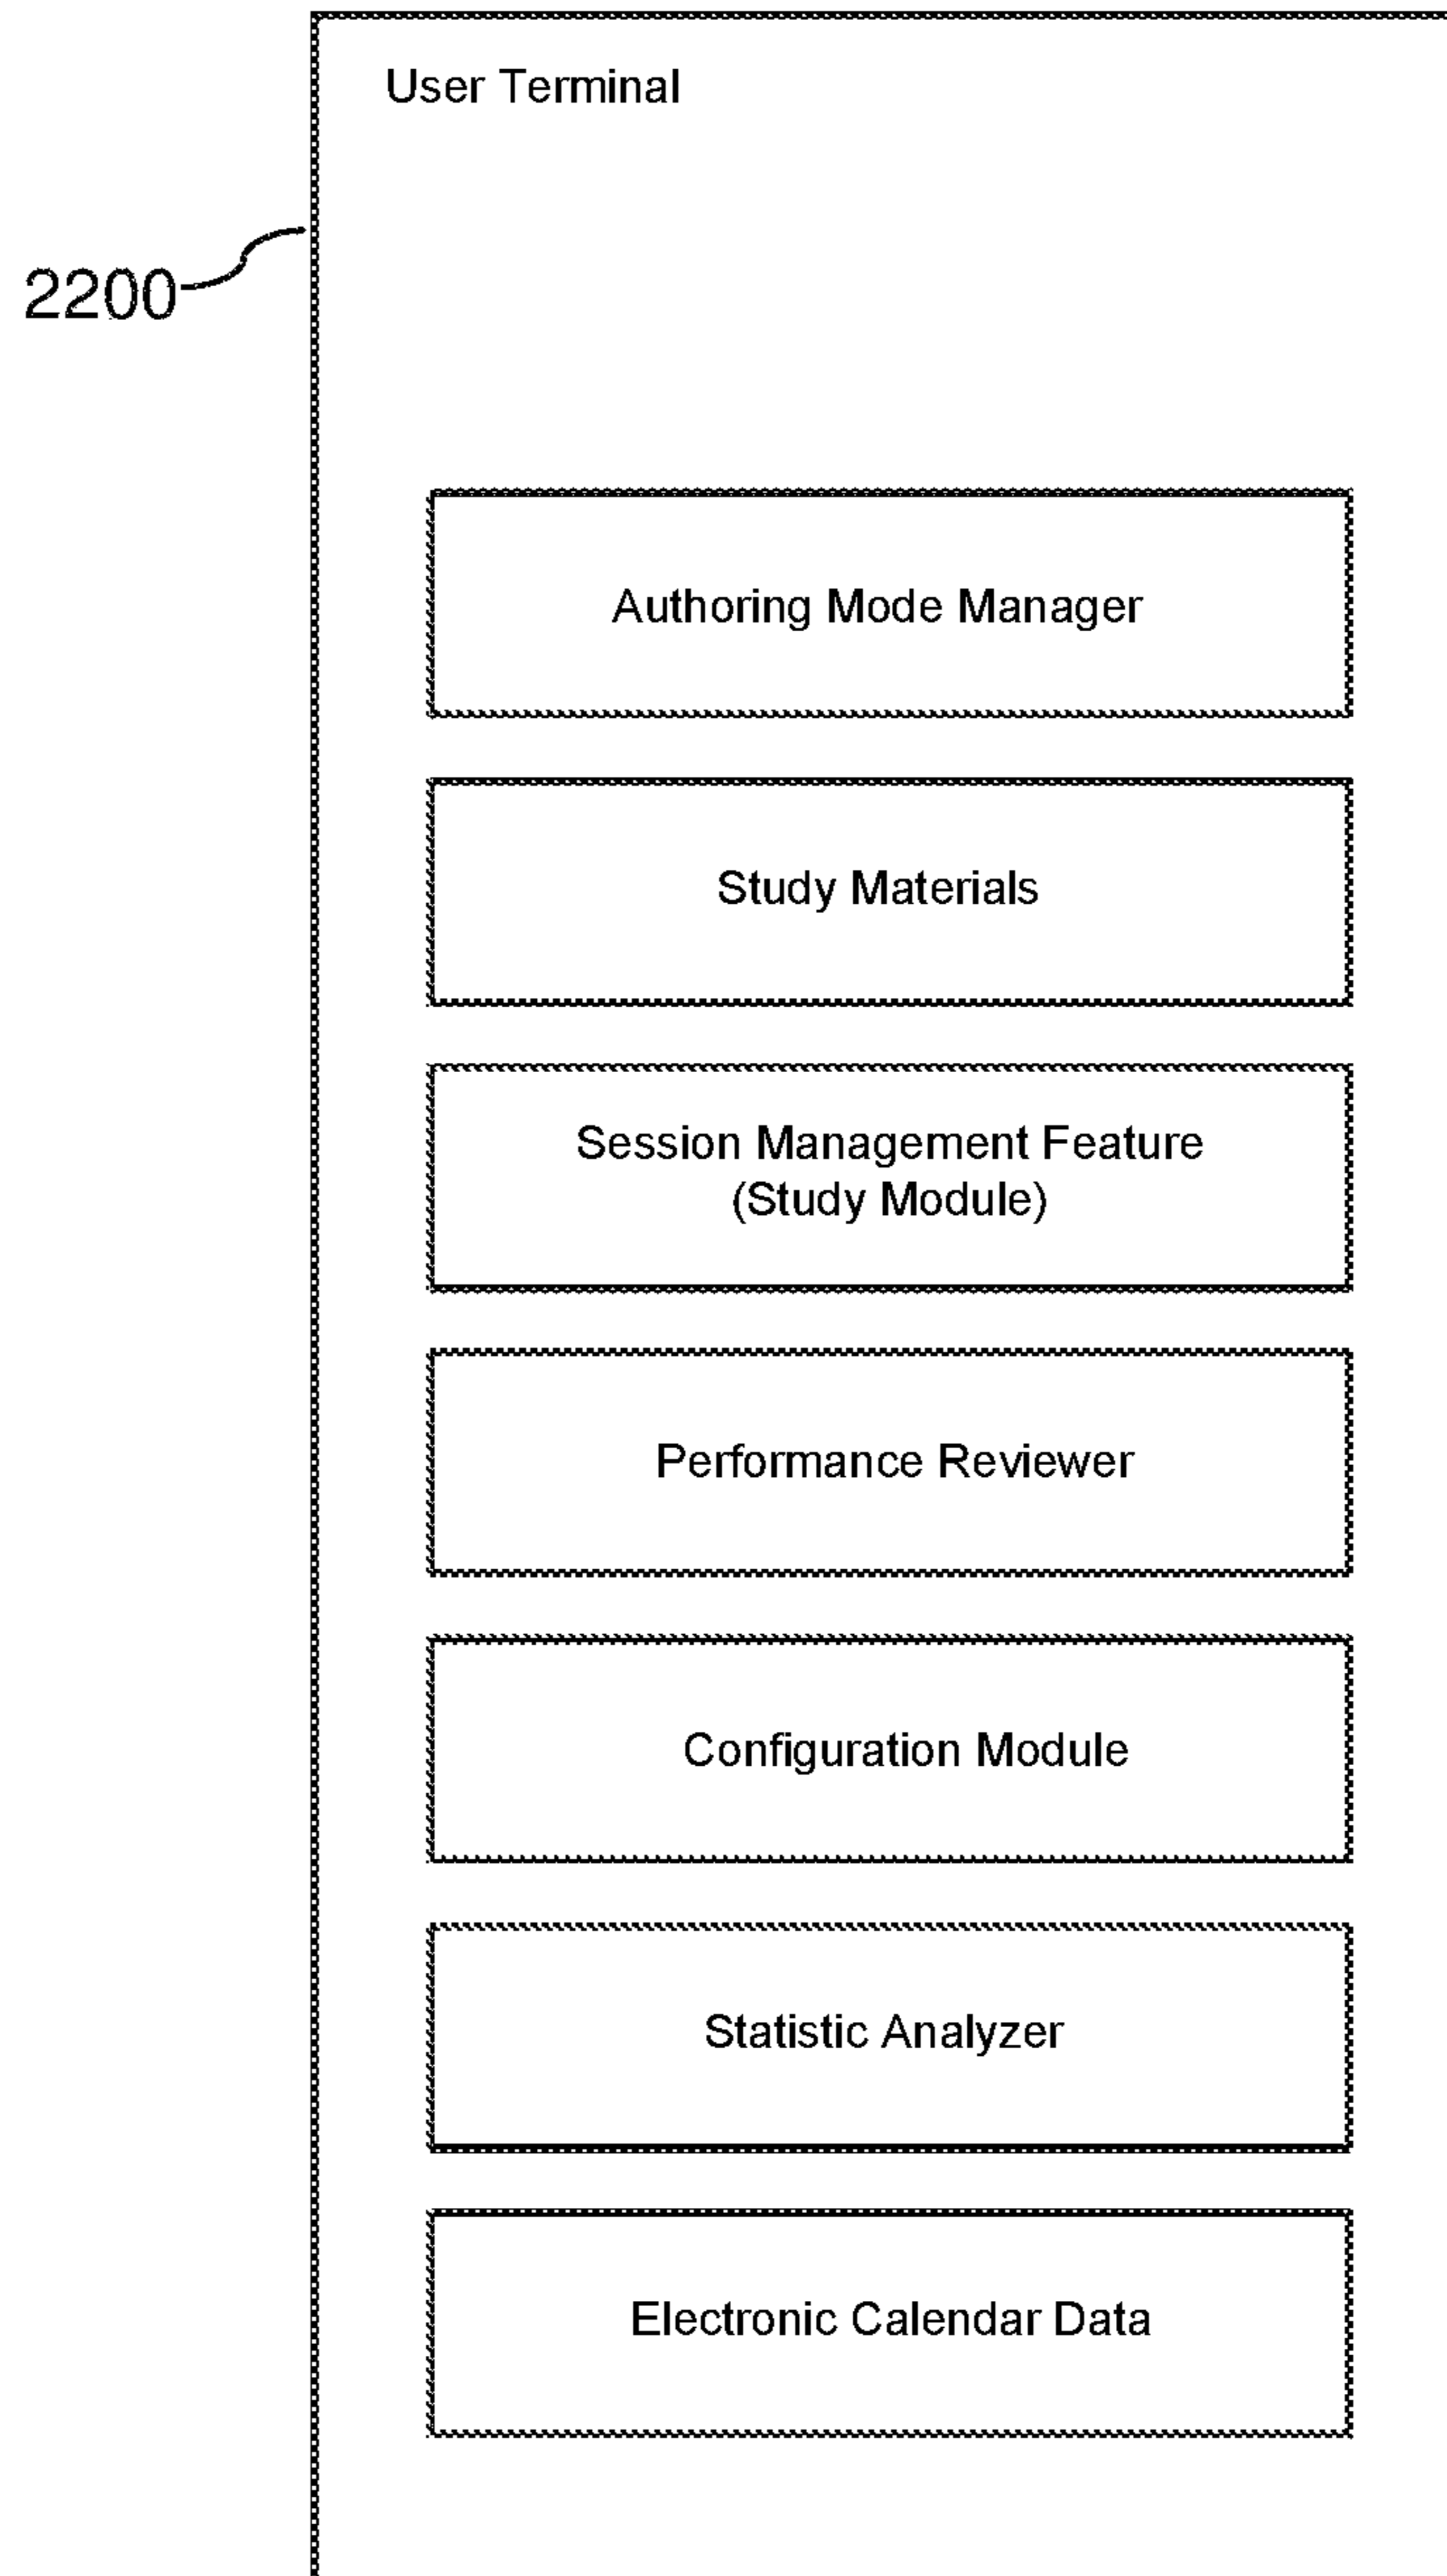 User Terminal
2200
Authoring Mode Manager
Study Materials
Session Management Feature
(Study Module)
Performance Reviewer
Configuration Module
Statistic Analyzer
Electronic Calendar Data